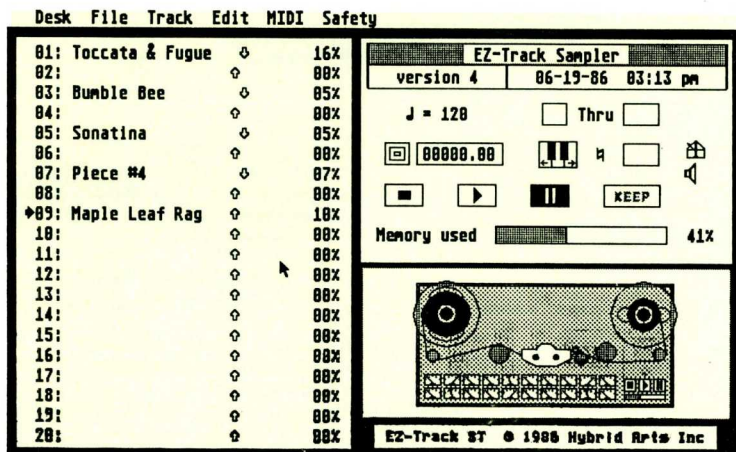 Desk File Track Edit MIDI Safety
01: Toccata & Fugue 16%
02: 00%
03: Bumble Bee 05%
04: 00%
05: Sonatina 05%
06: 00%
07: Piece #4 07%
08: 00%
09: Maple Leaf Rag 10%
10: 00%
11: 00%
12: 00%
13: 00%
14: 00%
15: 00%
16: 00%
17: 00%
18: 00%
19: 00%
20: 00%
EZ-Track Sampler
version 4 06-19-86 03:13 pm
♩ = 120 Thru
00000.00 ♮
KEEP
Memory used 41%
EZ-Track ST © 1986 Hybrid Arts Inc